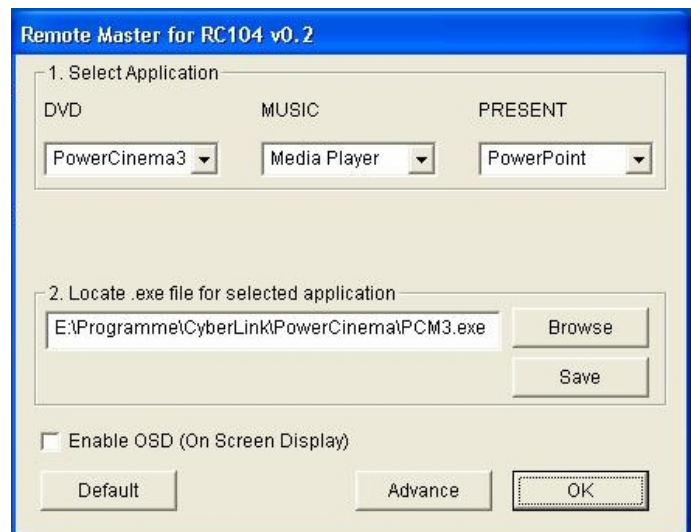 Remote Master for RC104 v0.2
1. Select Application
DVD MUSIC PRESENT
PowerCinema3 Media Player PowerPoint
2. Locate .exe file for selected application
E:\Programme\CyberLink\PowerCinema\PCM3.exe Browse
Save
Enable OSD (On Screen Display)
Default Advance OK